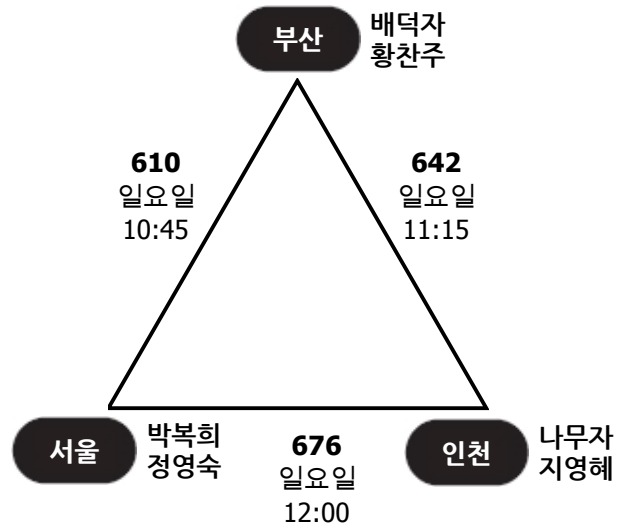 부산
배덕자
황찬주
610
일요일
10:45
642
일요일
11:15
서울
박복희
정영숙
676
일요일
12:00
인천
나무자
지영혜